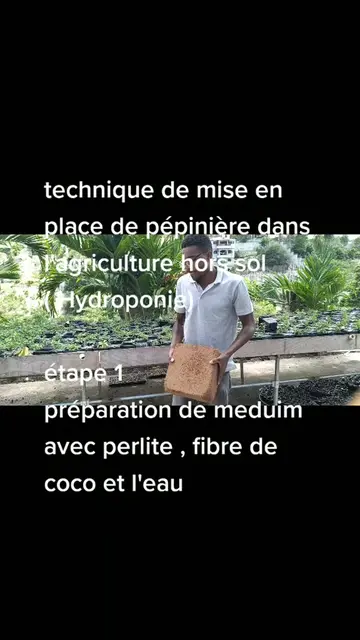 technique de mise en
place de pépinière dans
l'agriculture hors sol
( Hydroponie)
étape 1
préparation de meduim
avec perlite , fibre de
coco et l'eau